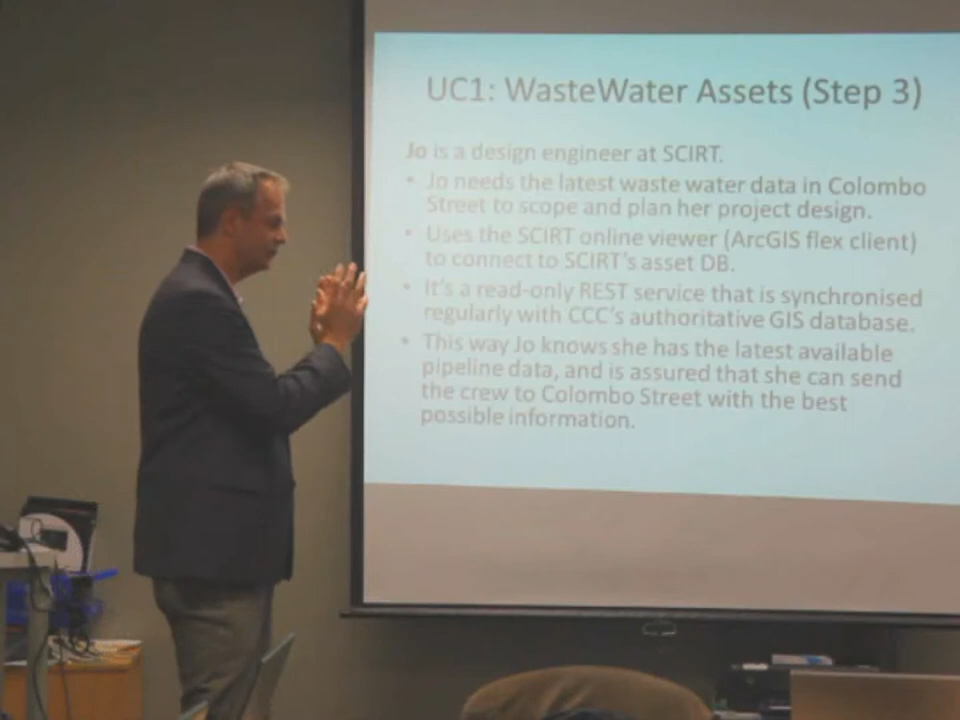 UC1: WasteWater Assets (Step 3)
Jo is a design engineer at SCIRT.
• Jo needs the latest waste water data in Colombo
Street to scope and plan her project design.
• Uses the SCIRT online viewer (ArcGIS flex client)
to connect to SCIRT's asset DB.
• It's a read-only REST service that is synchronised
regularly with CCC's authoritative GIS database.
• This way Jo knows she has the latest available
pipeline data, and is assured that she can send
the crew to Colombo Street with the best
possible information.